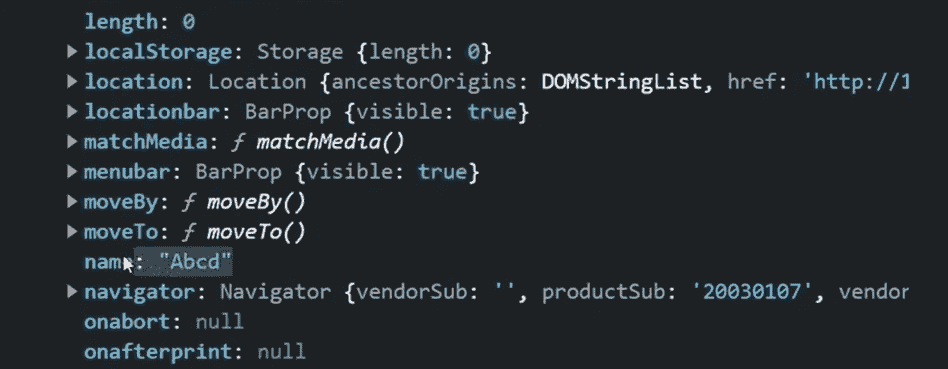 length: 0
localStorage: Storage {length: 0}
location: Location {ancestorOrigins: DOMStringList, href: 'http://1
locationbar: BarProp {visible: true}
matchMedia: ƒ matchMedia()
menubar: BarProp {visible: true}
moveBy: ƒ moveBy()
moveTo: ƒ moveTo()
name: "Abcd"
navigator: Navigator {vendorSub: '', productSub: '20030107', vendor
onabort: null
onafterprint: null